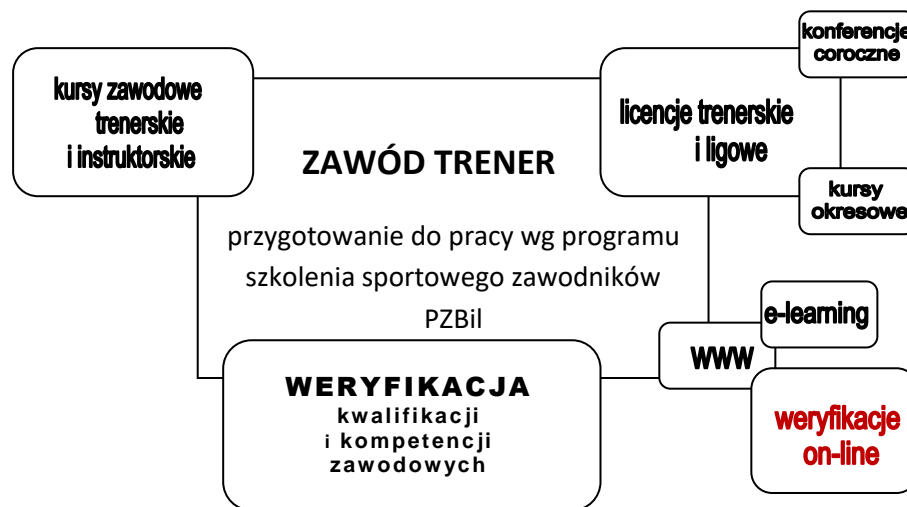 konferencje
coroczne
kursy zawodowe
trenerskie
i instruktorskie
licencje trenerskie
i ligowe
ZAWÓD TRENER
kursy
okresowe
przygotowanie do pracy wg programu
szkolenia sportowego zawodników
PZBil
e-learning
WWW
WERYFIKACJA
kwalifikacji
i kompetencji
zawodowych
weryfikacje
on-line